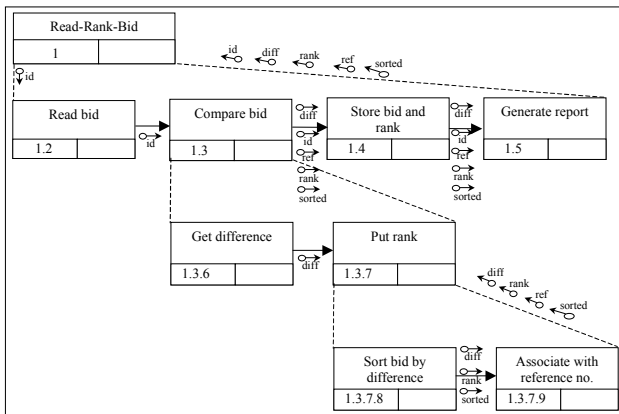 Read-Rank-Bid
1
id
id
diff
rank
ref
sorted
Read bid
1.2
id
Compare bid
1.3
diff
id
ref
rank
sorted
Store bid and
rank
1.4
diff
id
ref
rank
sorted
Generate report
1.5
Get difference
1.3.6
diff
Put rank
1.3.7
diff
rank
ref
sorted
Sort bid by
difference
1.3.7.8
diff
rank
sorted
Associate with
reference no.
1.3.7.9